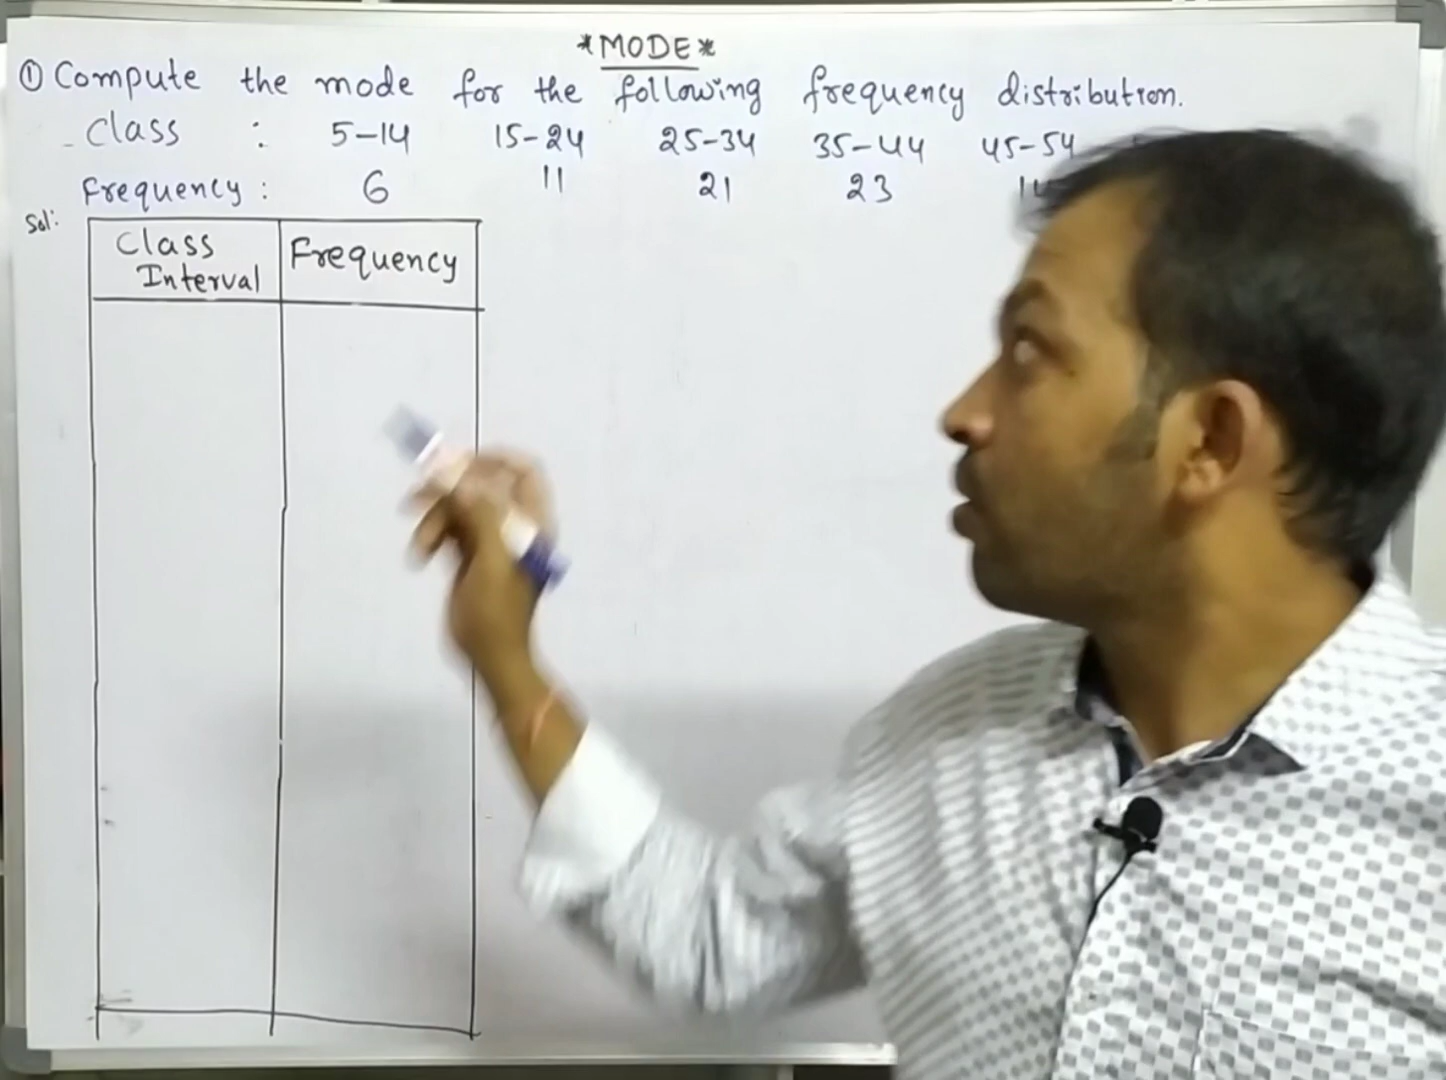 *MODE*
① Compute the mode for the following frequency distribution.
Class : 5-14 15-24 25-34 35-44 45-54
Frequency : 6 11 21 23
Sol:
Class Interval
Frequency